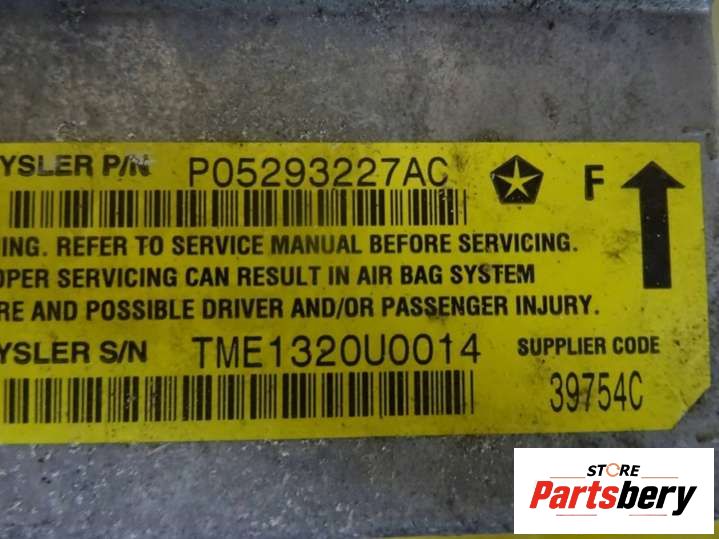 YSLER P/N P05293227AC F
ING. REFER TO SERVICE MANUAL BEFORE SERVICING.
OPER SERVICING CAN RESULT IN AIR BAG SYSTEM
RE AND POSSIBLE DRIVER AND/OR PASSENGER INJURY.
YSLER S/N TME1320U0014 SUPPLIER CODE
39754C
STORE
Partsbery